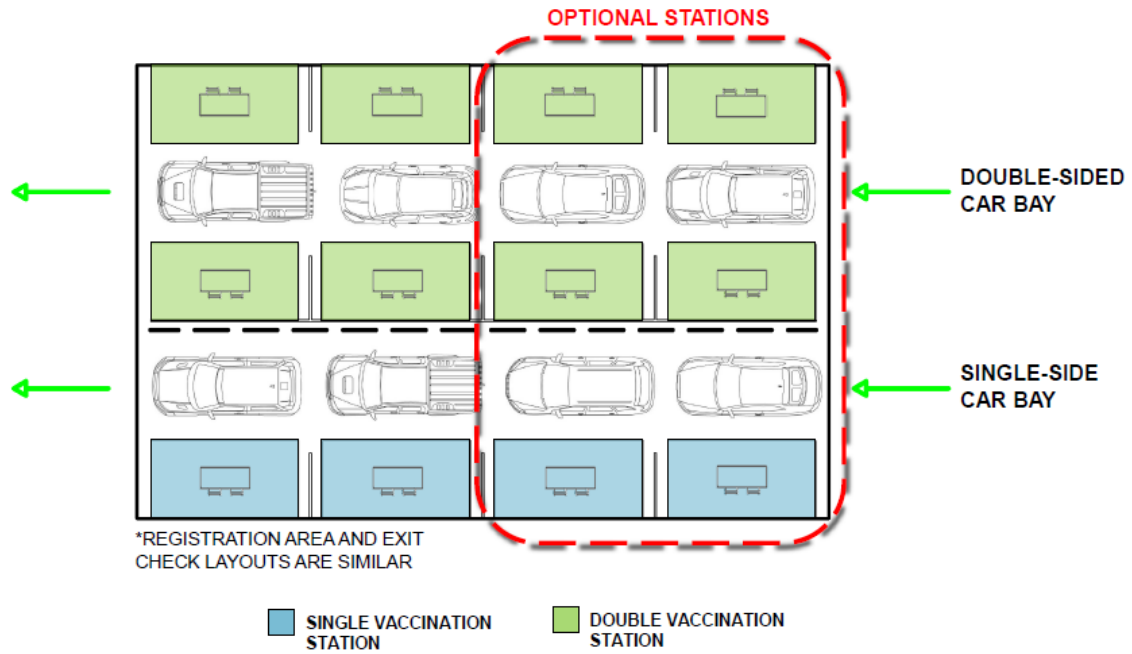 OPTIONAL STATIONS
DOUBLE-SIDED
CAR BAY
SINGLE-SIDE
CAR BAY
*REGISTRATION AREA AND EXIT
CHECK LAYOUTS ARE SIMILAR
SINGLE VACCINATION
STATION
DOUBLE VACCINATION
STATION